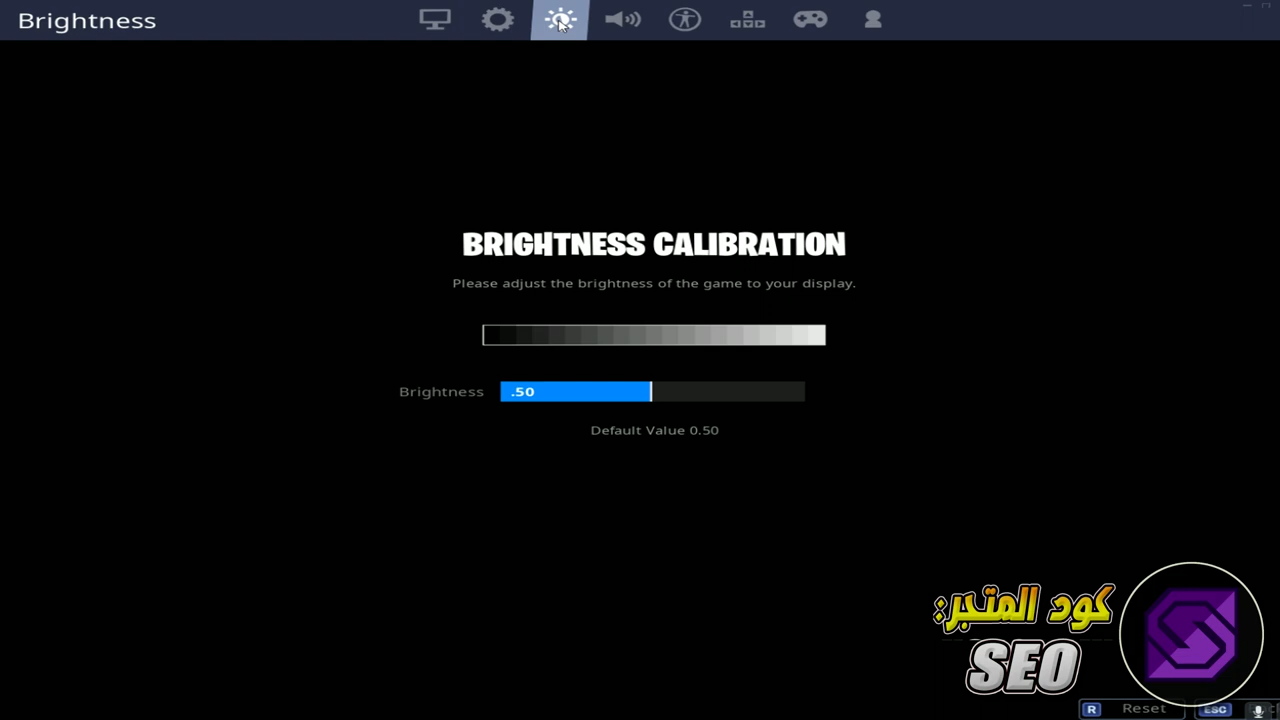 Brightness
BRIGHTNESS CALIBRATION
Please adjust the brightness of the game to your display.
Brightness
.50
Default Value 0.50
كود المتجر:
SEO
R Reset ESC